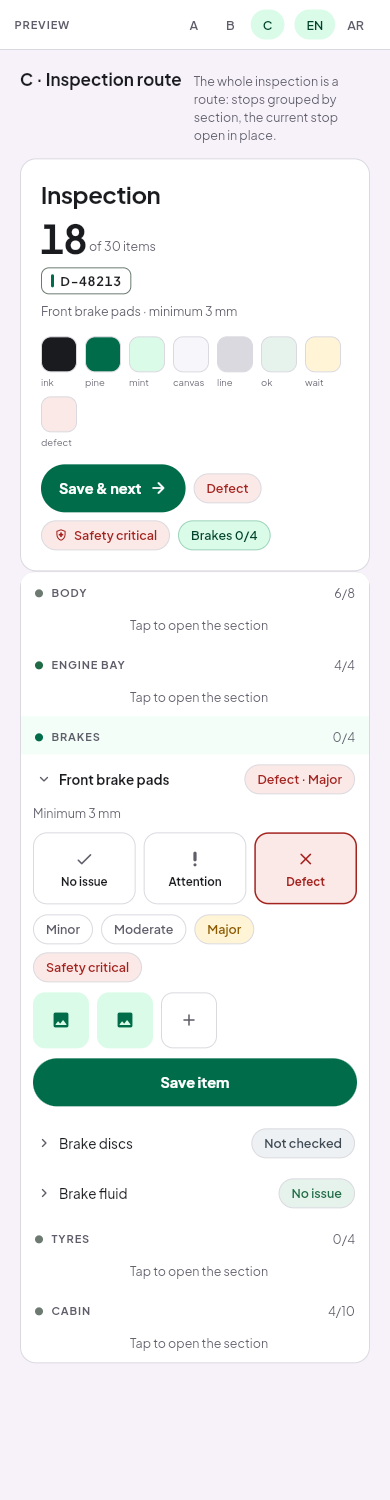 PREVIEW A B C EN AR
C · Inspection route
The whole inspection is a
route: stops grouped by
section, the current stop
open in place.
Inspection
18 of 30 items
D-48213
Front brake pads · minimum 3 mm
ink pine mint canvas line ok wait
defect
Save & next → Defect
Safety critical Brakes 0/4
BODY 6/8
Tap to open the section
ENGINE BAY 4/4
Tap to open the section
BRAKES 0/4
Front brake pads Defect · Major
Minimum 3 mm
No issue Attention Defect
Minor Moderate Major
Safety critical
Save item
Brake discs Not checked
Brake fluid No issue
TYRES 0/4
Tap to open the section
CABIN 4/10
Tap to open the section